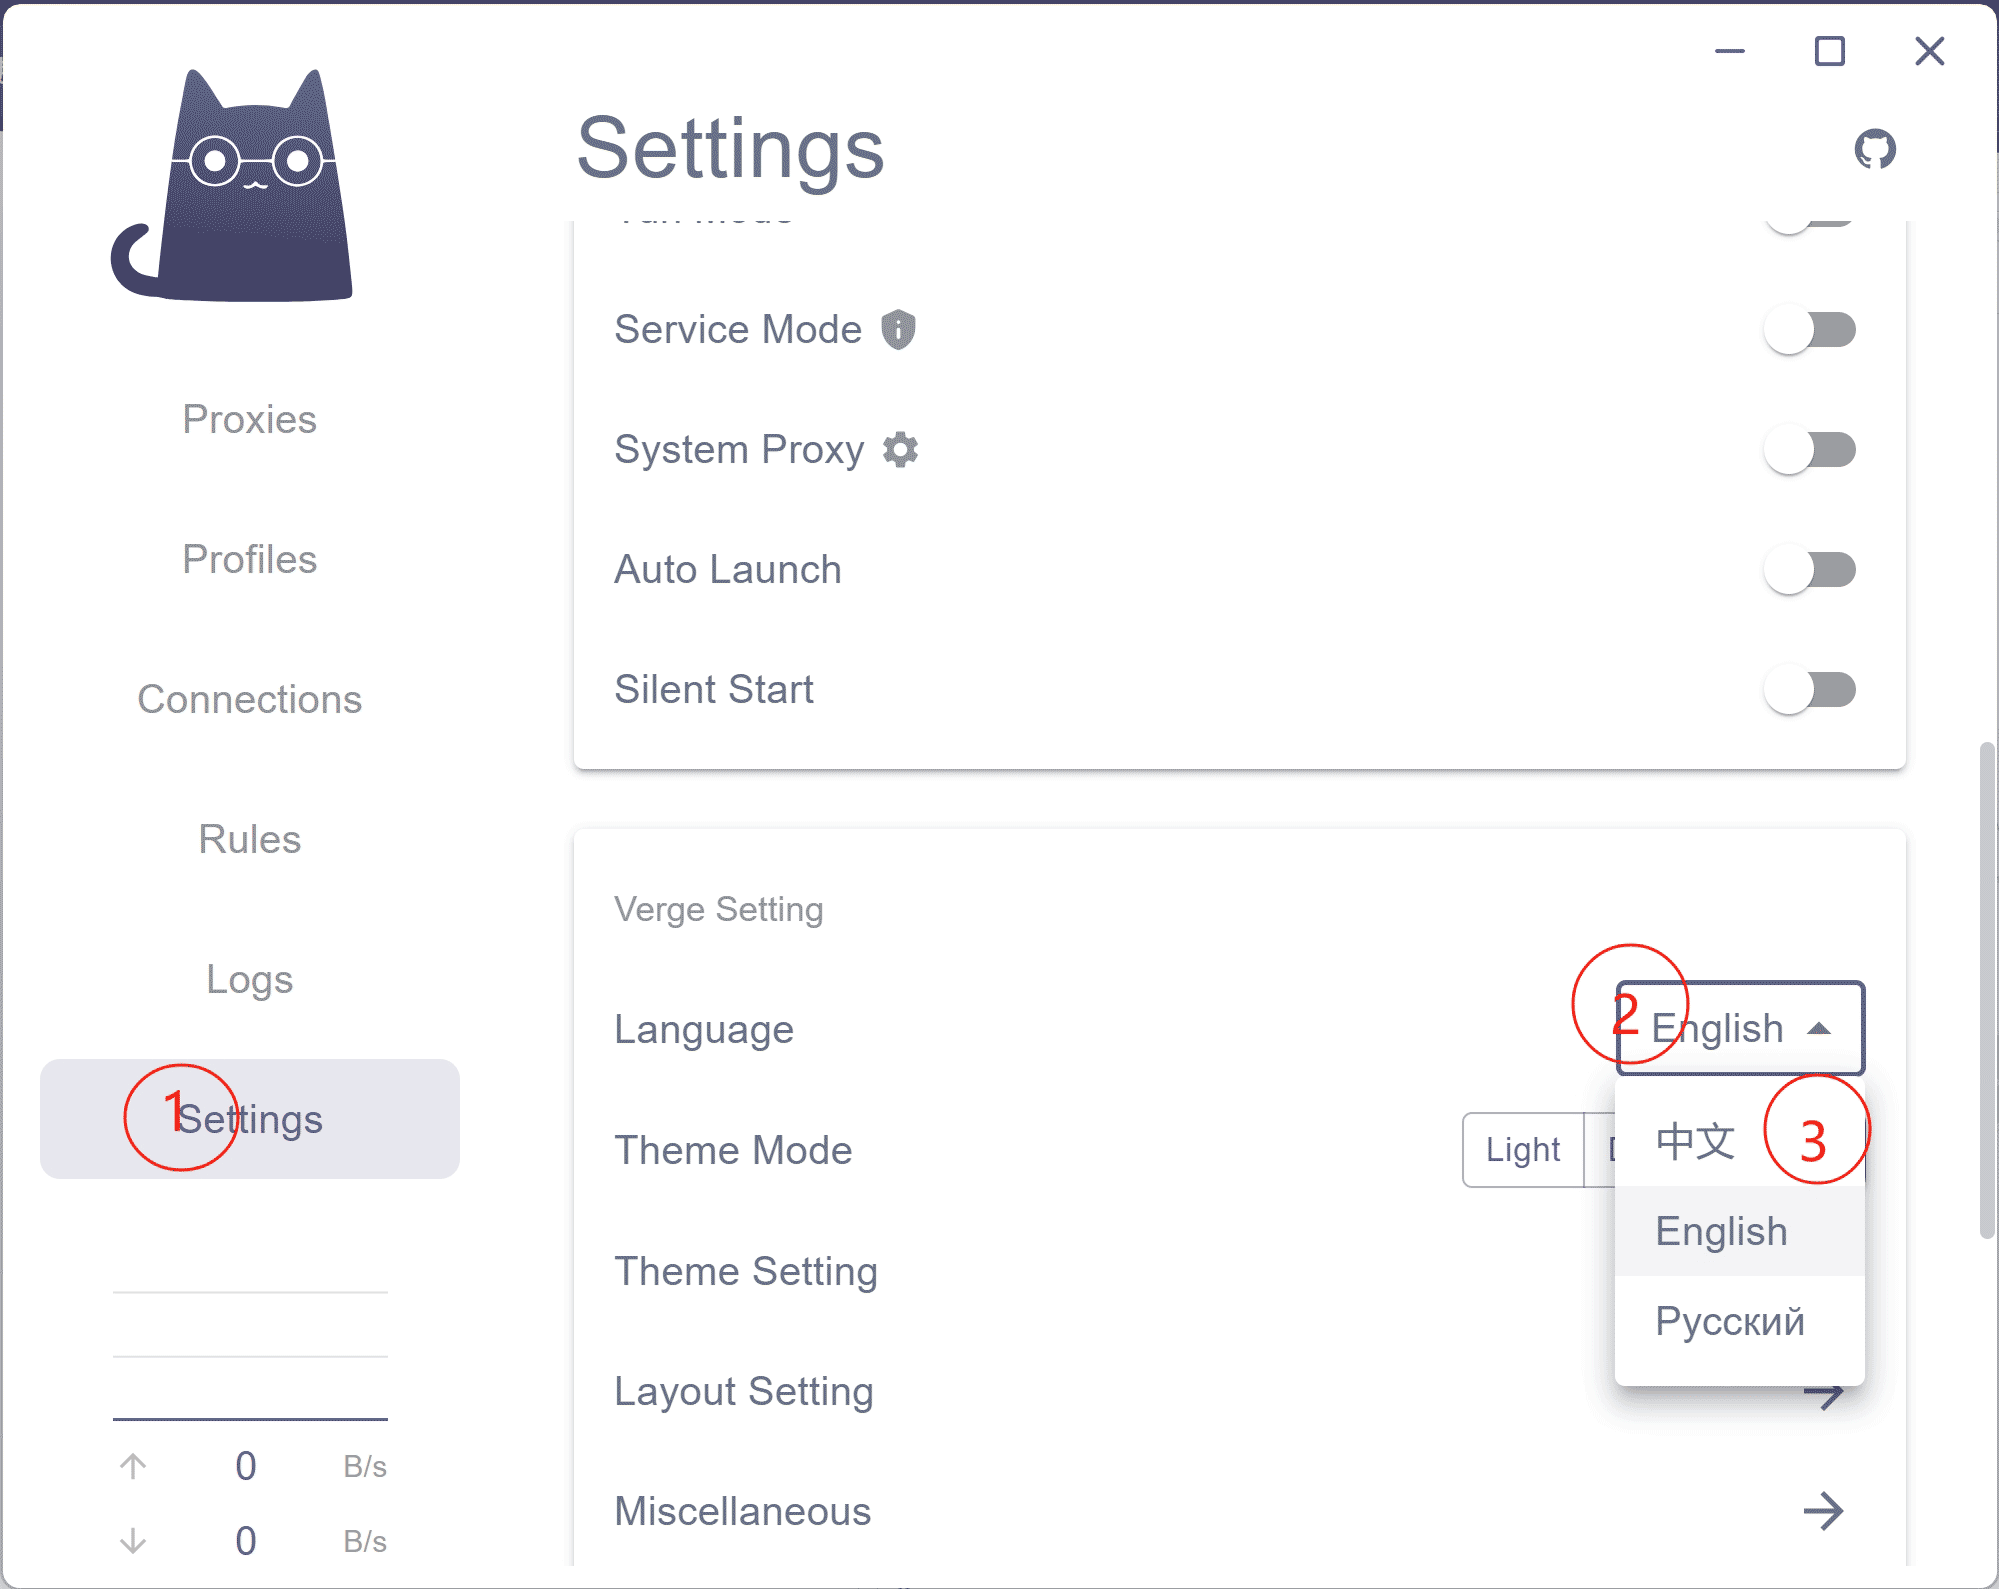 Settings
Proxies
Profiles
Connections
Rules
Logs
1
Settings
0 B/s
0 B/s
Service Mode
System Proxy
Auto Launch
Silent Start
Verge Setting
Language
2
English
中文
3
English
Русский
Theme Mode
Light
Theme Setting
Layout Setting
Miscellaneous